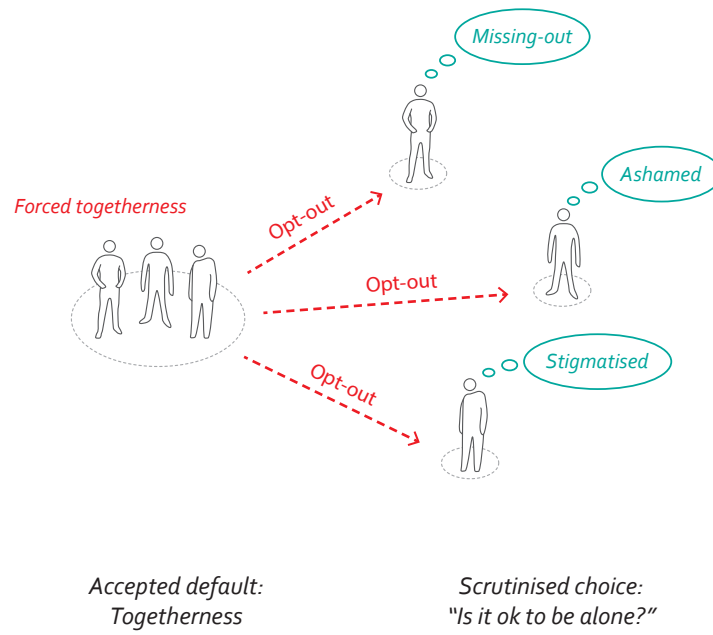 Missing-out
Ashamed
Forced togetherness
Opt-out
Opt-out
Stigmatised
Opt-out
Accepted default:
Togetherness
Scrutinised choice:
“Is it ok to be alone?”